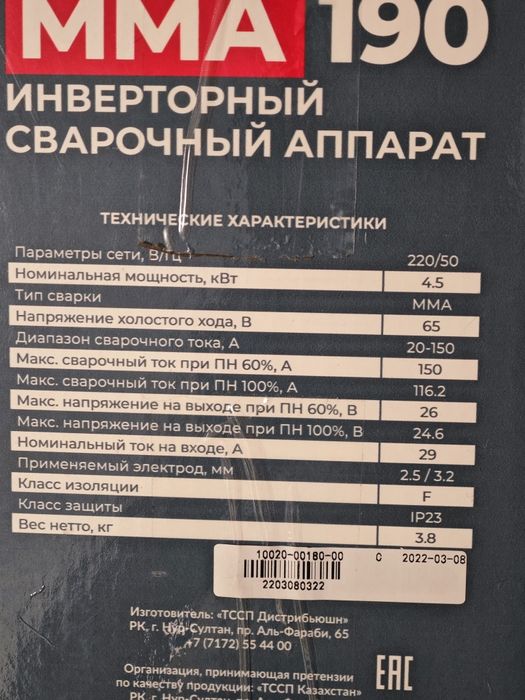 MMA 190
ИНВЕРТОРНЫЙ
СВАРОЧНЫЙ АППАРАТ
ТЕХНИЧЕСКИЕ ХАРАКТЕРИСТИКИ
Параметры сети, В/Гц 220/50
Номинальная мощность, кВт 4.5
Тип сварки MMA
Напряжение холостого хода, В 65
Диапазон сварочного тока, А 20-150
Макс. сварочный ток при ПН 60%, А 150
Макс. сварочный ток при ПН 100%, А 116.2
Макс. напряжение на выходе при ПН 60%, В 26
Макс. напряжение на выходе при ПН 100%, В 24.6
Номинальный ток на входе, А 29
Применяемый электрод, мм 2.5 / 3.2
Класс изоляции F
Класс защиты IP23
Вес нетто, кг 3.8
10020-00180-00 C 2022-03-08
2203080322
Изготовитель: «ТССП Дистрибьюшн»
РК. г. Нур-Султан, пр. Аль-Фараби, 65
+7 (7172) 55 44 00
Организация, принимающая претензии
по качеству продукции: «ТССП Казахстан»
EAC